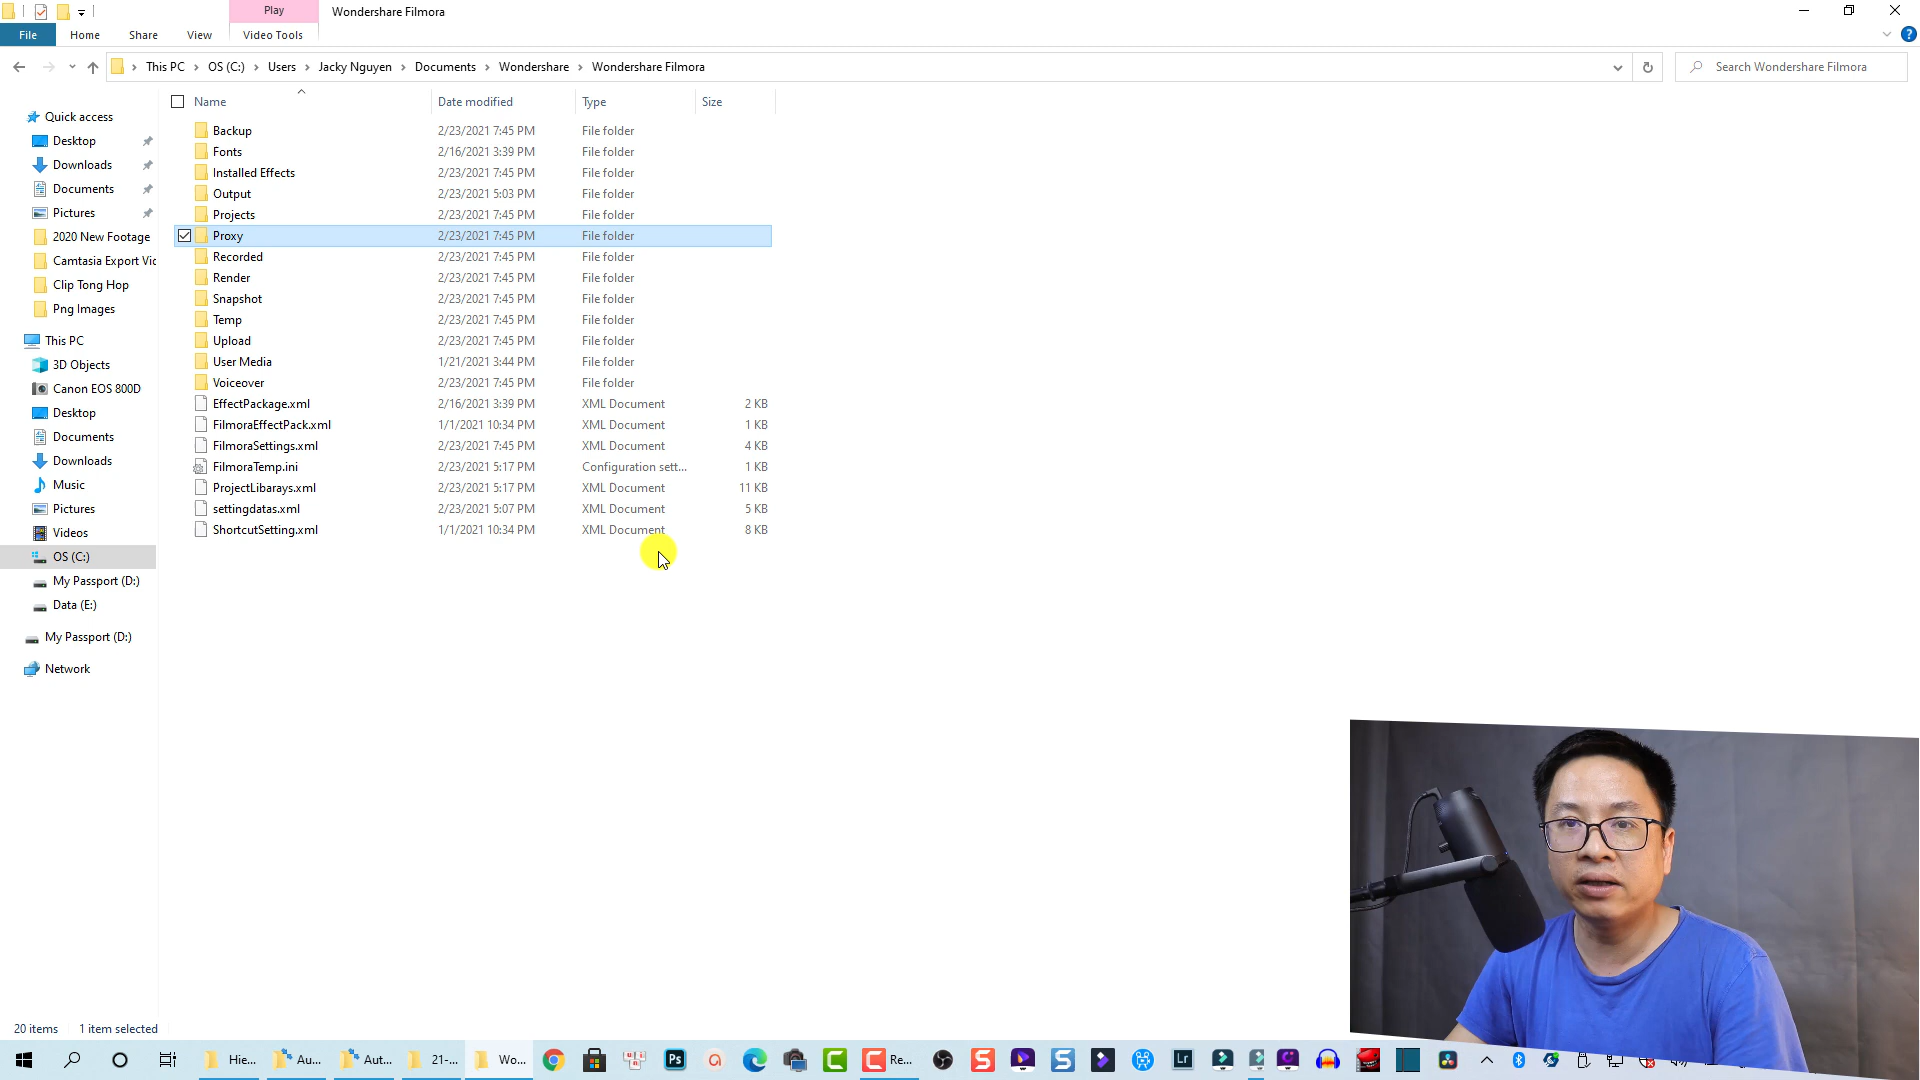 Play
Wondershare Filmora
File
Home
Share
View
Video Tools
This PC > OS (C:) > Users > Jacky Nguyen > Documents > Wondershare > Wondershare Filmora
Search Wondershare Filmora
Name
Date modified
Type
Size
Quick access
Desktop
Downloads
Documents
Pictures
2020 New Footage
Camtasia Export Vic
Clip Tong Hop
Png Images
This PC
3D Objects
Canon EOS 800D
Desktop
Documents
Downloads
Music
Pictures
Videos
OS (C:)
My Passport (D:)
Data (E:)
My Passport (D:)
Network
Backup 2/23/2021 7:45 PM File folder
Fonts 2/16/2021 3:39 PM File folder
Installed Effects 2/23/2021 7:45 PM File folder
Output 2/23/2021 5:03 PM File folder
Projects 2/23/2021 7:45 PM File folder
Proxy 2/23/2021 7:45 PM File folder
Recorded 2/23/2021 7:45 PM File folder
Render 2/23/2021 7:45 PM File folder
Snapshot 2/23/2021 7:45 PM File folder
Temp 2/23/2021 7:45 PM File folder
Upload 2/23/2021 7:45 PM File folder
User Media 1/21/2021 3:44 PM File folder
Voiceover 2/23/2021 7:45 PM File folder
EffectPackage.xml 2/16/2021 3:39 PM XML Document 2 KB
FilmoraEffectPack.xml 1/1/2021 10:34 PM XML Document 1 KB
FilmoraSettings.xml 2/23/2021 7:45 PM XML Document 4 KB
FilmoraTemp.ini 2/23/2021 5:17 PM Configuration sett... 1 KB
ProjectLibarays.xml 2/23/2021 5:17 PM XML Document 11 KB
settingdatas.xml 2/23/2021 5:07 PM XML Document 5 KB
ShortcutSetting.xml 1/1/2021 10:34 PM XML Document 8 KB
20 items
1 item selected
Hie...
Au...
Aut...
21-...
Wo...
Ps
Re...
Lr